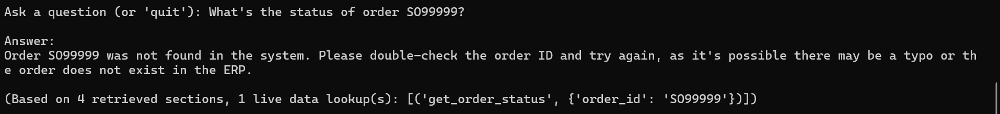 Ask a question (or 'quit'): What's the status of order SO99999?
Answer:
Order SO99999 was not found in the system. Please double-check the order ID and try again, as it's possible there may be a typo or th
e order does not exist in the ERP.
(Based on 4 retrieved sections, 1 live data lookup(s): [('get_order_status', {'order_id': 'SO99999'})])